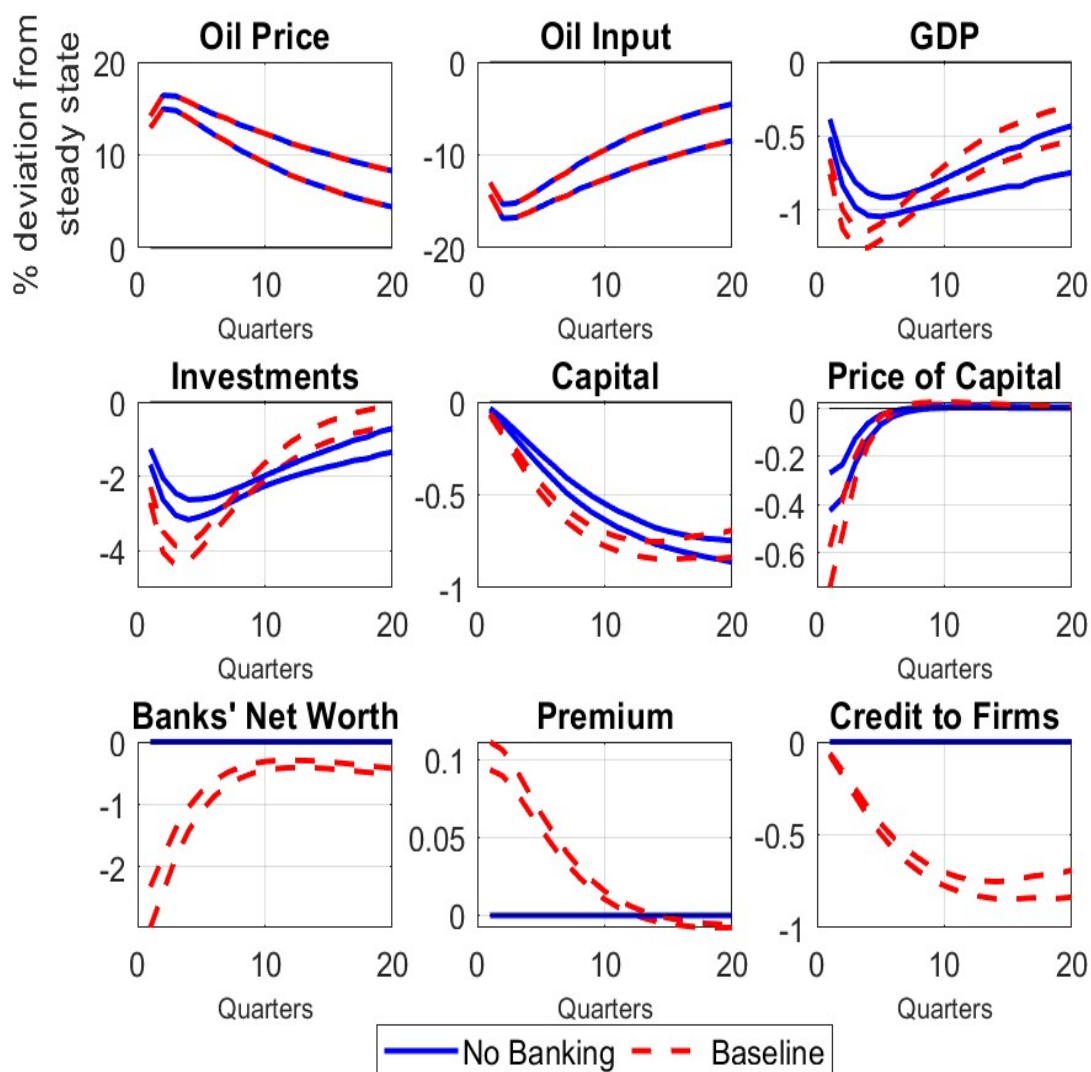 Oil Price
Oil Input
GDP
% deviation from
steady state
20
10
0
0
10
20
Quarters
0
-10
-20
0
10
20
Quarters
0
-0.5
-1
0
10
20
Quarters
Investments
Capital
Price of Capital
0
-2
-4
0
10
20
Quarters
0
-0.5
-1
0
10
20
Quarters
0
-0.2
-0.4
-0.6
0
10
20
Quarters
Banks' Net Worth
Premium
Credit to Firms
0
-1
-2
0
10
20
Quarters
0.1
0.05
0
0
10
20
Quarters
0
-0.5
-1
0
10
20
Quarters
No Banking
Baseline